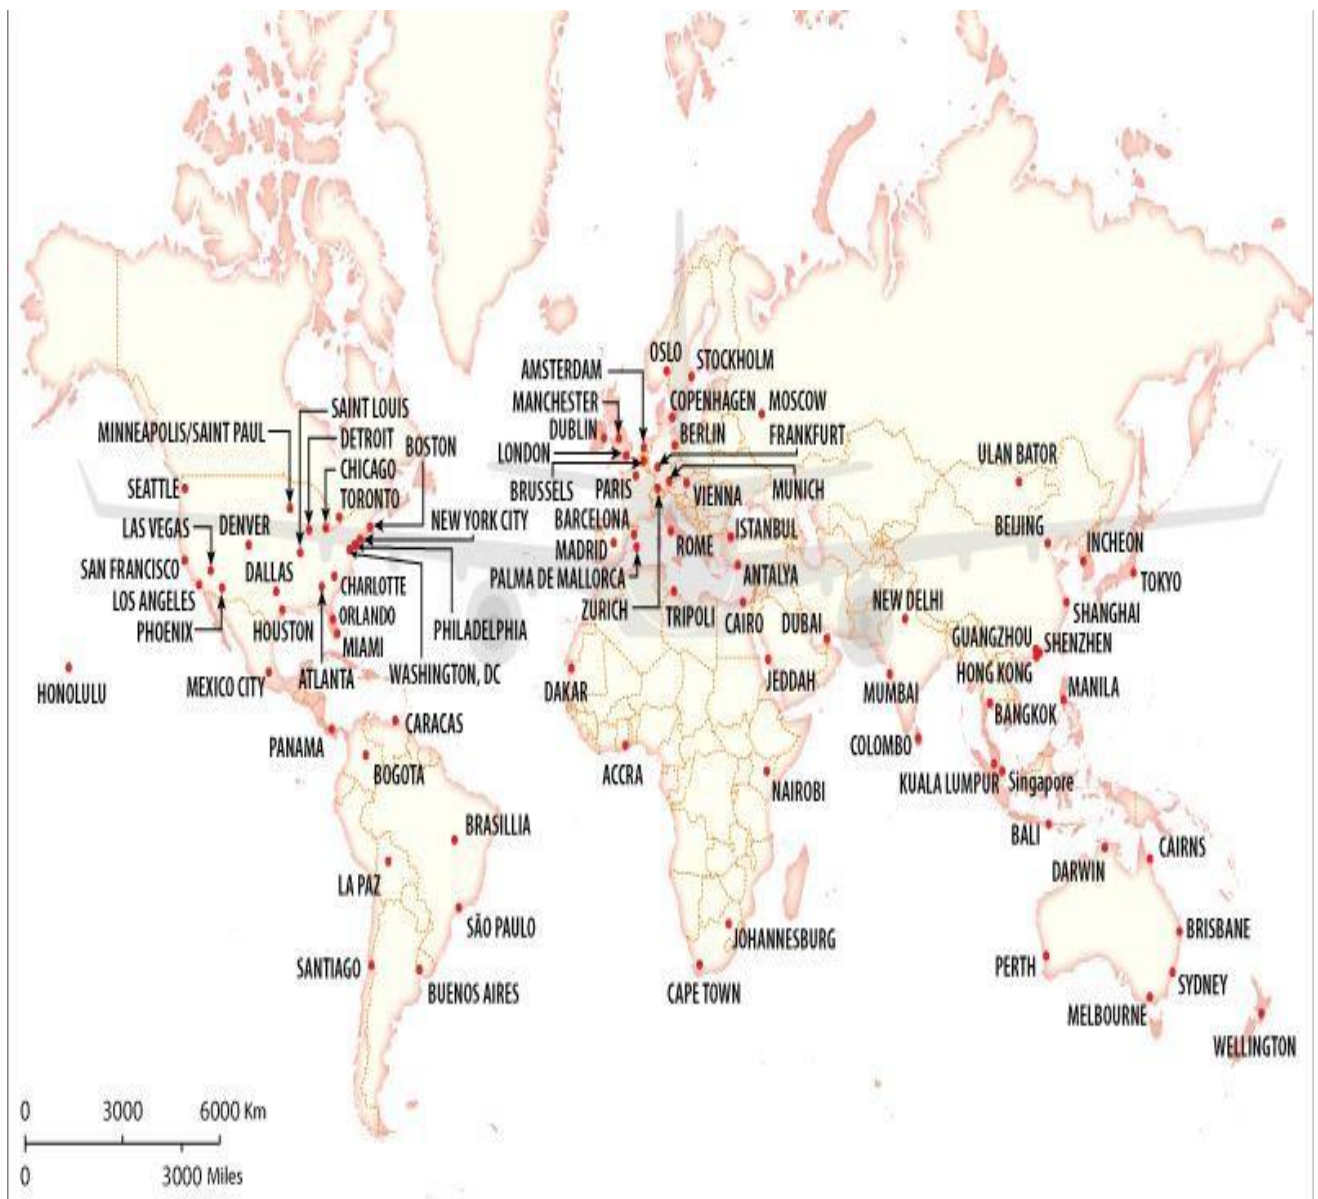 OSLO
STOCKHOLM
AMSTERDAM
COPENHAGEN
MOSCOW
MANCHESTER
SAINT LOUIS
DUBLIN
BERLIN
FRANKFURT
MINNEAPOLIS/SAINT PAUL
DETROIT
BOSTON
LONDON
ULAN BATOR
CHICAGO
SEATTLE
BRUSSELS
PARIS
VIENNA
MUNICH
TORONTO
LAS VEGAS
DENVER
NEW YORK CITY
BARCELONA
ISTANBUL
BEIJING
INCHEON
MADRID
ROME
SAN FRANCISCO
DALLAS
PALMA DE MALLORCA
ANTALYA
TOKYO
CHARLOTTE
LOS ANGELES
NEW DELHI
ZURICH
TRIPOLI
CAIRO
DUBAI
SHANGHAI
ORLANDO
PHOENIX
HOUSTON
PHILADELPHIA
GUANGZHOU
SHENZHEN
MIAMI
HONG KONG
WASHINGTON, DC
ATLANTA
JEDDAH
MEXICO CITY
HONOLULU
DAKAR
MUMBAI
MANILA
BANGKOK
CARACAS
PANAMA
COLOMBO
BOGOTA
ACCRA
KUALA LUMPUR
Singapore
NAIROBI
BRASILLIA
BALI
CAIRNS
DARWIN
LA PAZ
SÃO PAULO
BRISBANE
JOHANNESBURG
SANTIAGO
PERTH
BUENOS AIRES
CAPE TOWN
SYDNEY
MELBOURNE
WELLINGTON
0 3000 6000 Km
0 3000 Miles